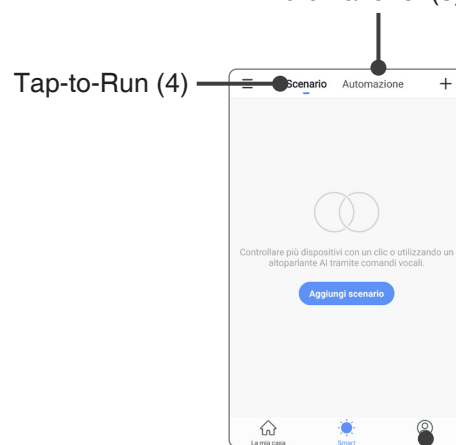 Tap-to-Run (4)
Scenario Automazione +
Controllare più dispositivi con un clic o utilizzando un
altoparlante AI tramite comandi vocali.
Aggiungi scenario
La mia casa Smart